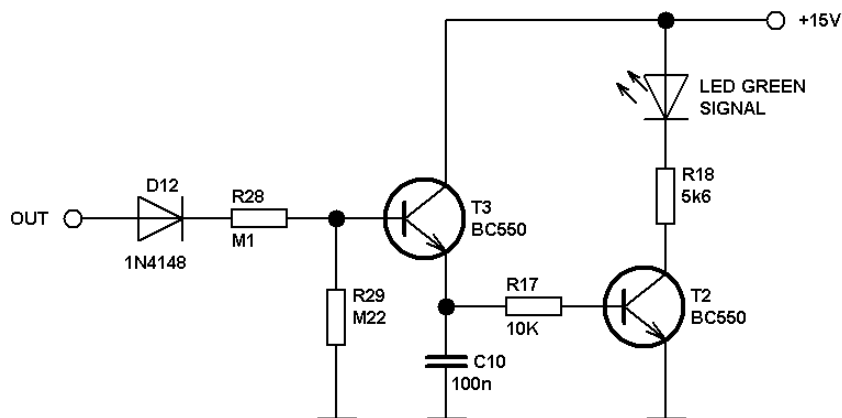 +15V
LED GREEN
SIGNAL
R18
5k6
D12
R28
OUT
M1
1N4148
T3
BC550
R29
M22
R17
10K
T2
BC550
C10
100n